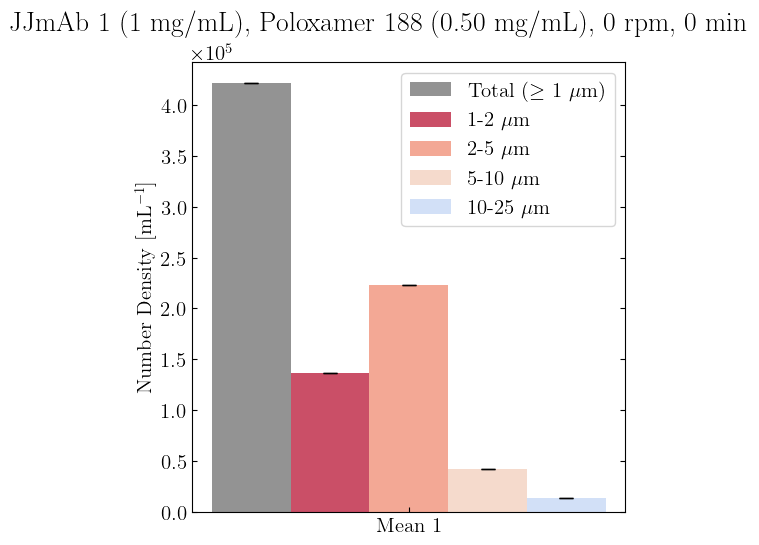 JJmAb 1 (1 mg/mL), Poloxamer 188 (0.50 mg/mL), 0 rpm, 0 min
×10⁵
Total (≥ 1 μm)
1-2 μm
2-5 μm
5-10 μm
10-25 μm
4.0
3.5
3.0
2.5
2.0
1.5
1.0
0.5
0.0
Number Density [mL⁻¹]
Mean 1